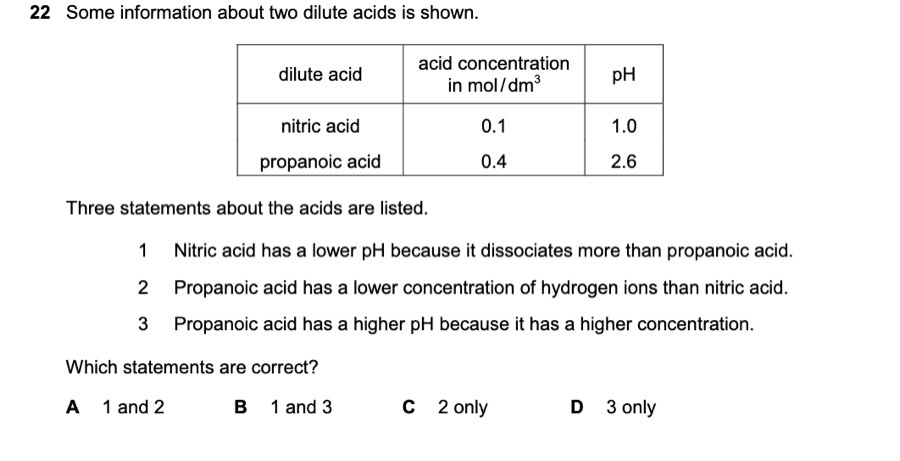 22 Some information about two dilute acids is shown.
dilute acid acid concentration in mol/dm³ pH
nitric acid 0.1 1.0
propanoic acid 0.4 2.6
Three statements about the acids are listed.
1 Nitric acid has a lower pH because it dissociates more than propanoic acid.
2 Propanoic acid has a lower concentration of hydrogen ions than nitric acid.
3 Propanoic acid has a higher pH because it has a higher concentration.
Which statements are correct?
A 1 and 2 B 1 and 3 C 2 only D 3 only